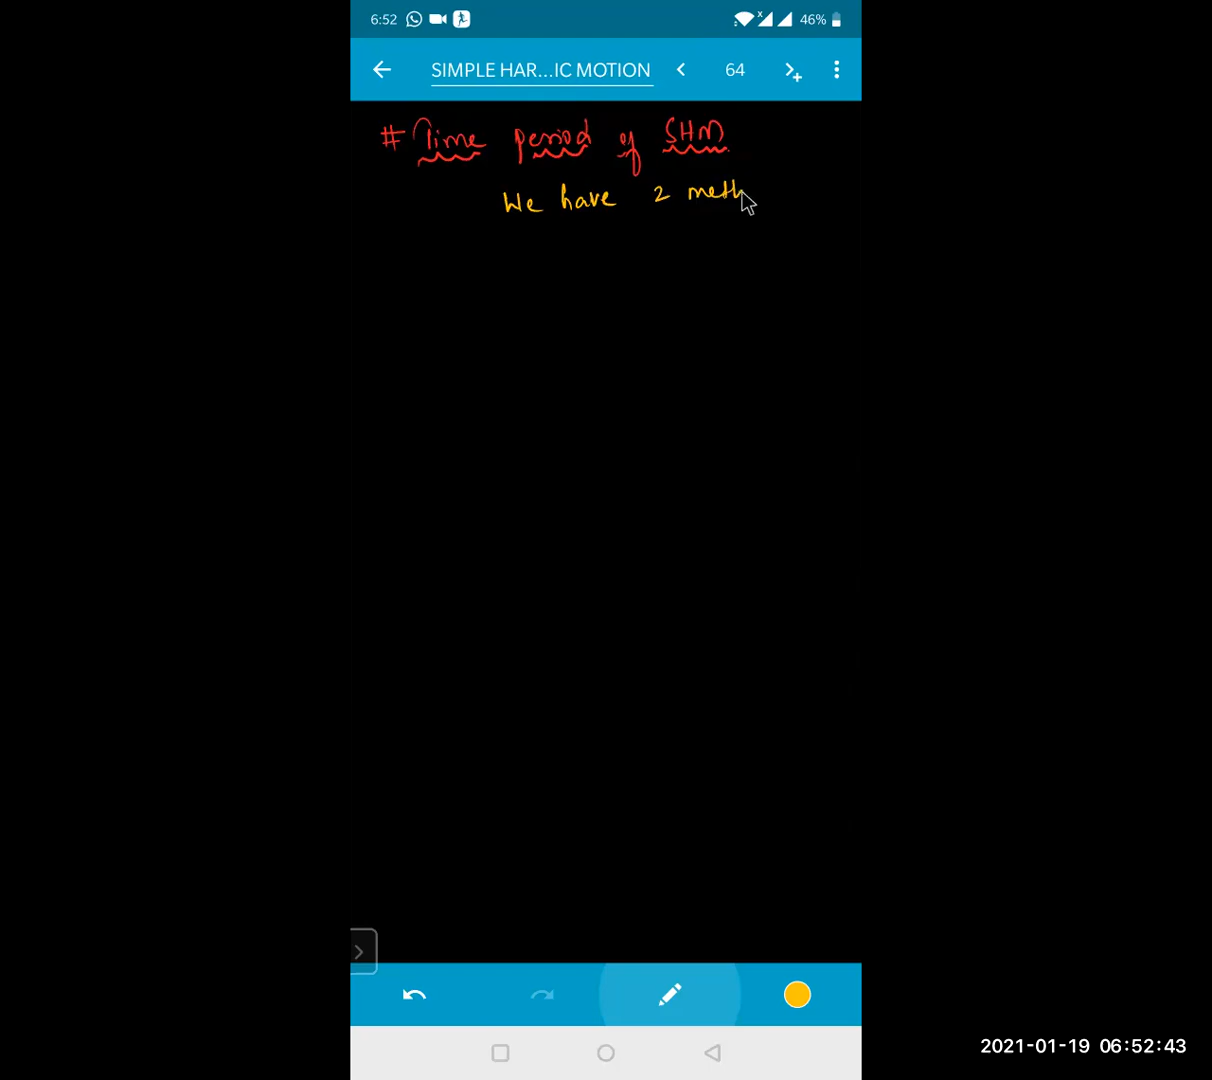 6:52 46%
SIMPLE HAR...IC MOTION 64
# Time period of SHM
We have 2 meth
2021-01-19 06:52:43